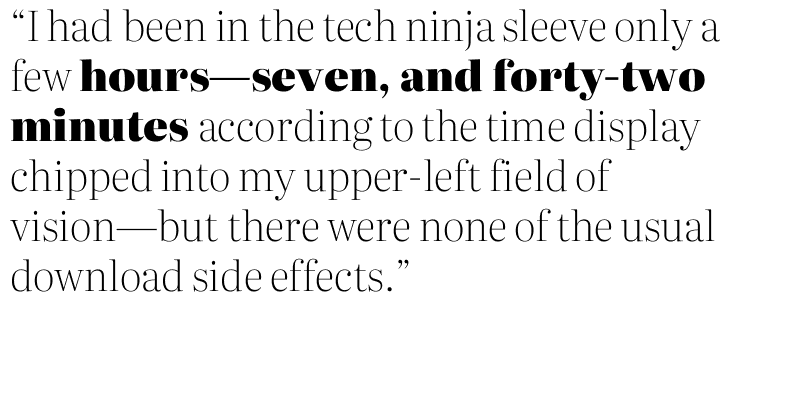 “I had been in the tech ninja sleeve only a
few hours—seven, and forty-two
minutes according to the time display
chipped into my upper-left field of
vision—but there were none of the usual
download side effects.”